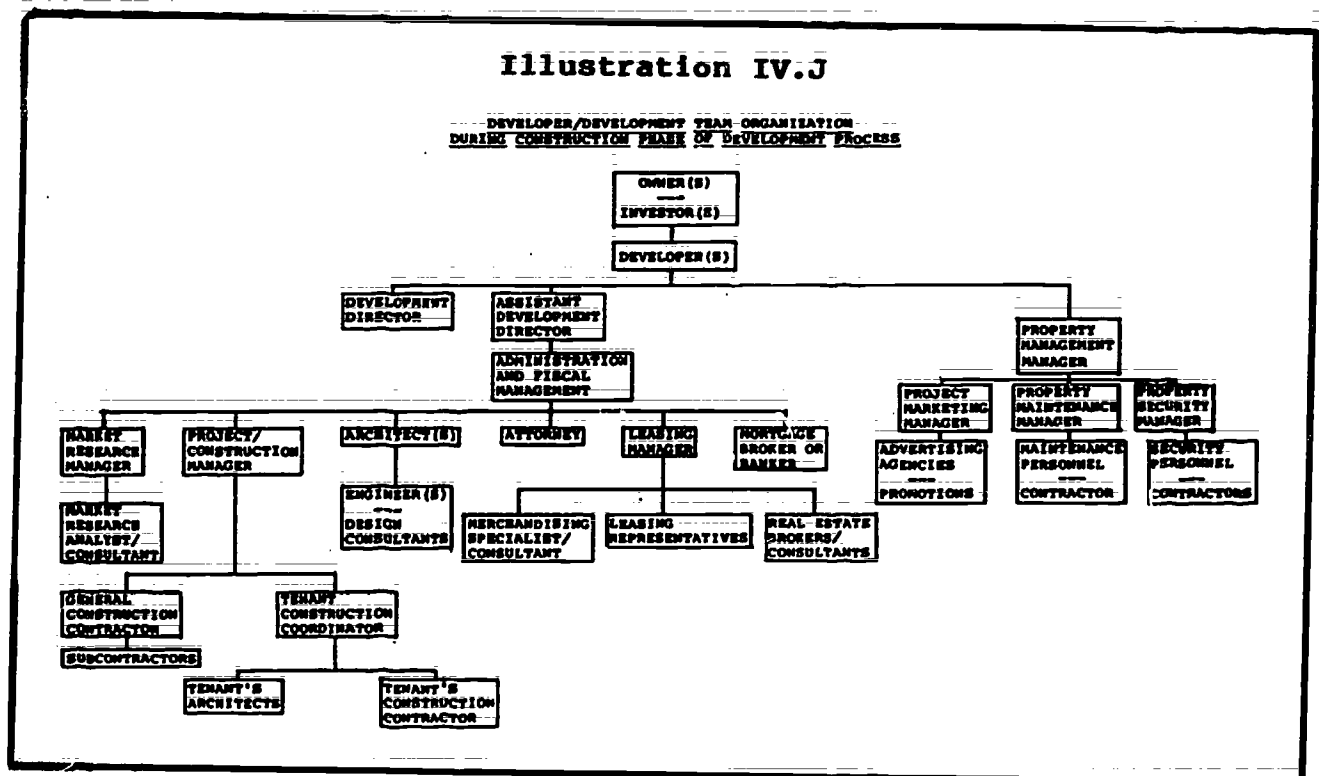 Illustration IV.J
DEVELOPER/DEVELOPMENT TEAM ORGANIZATION
DURING CONSTRUCTION PHASE OF DEVELOPMENT PROCESS
OWNER(S)
---
INVESTOR(S)
DEVELOPER(S)
DEVELOPMENT
DIRECTOR
ASSISTANT
DEVELOPMENT
DIRECTOR
PROPERTY
MANAGEMENT
MANAGER
ADMINISTRATION
AND FISCAL
MANAGEMENT
PROJECT
MARKETING
MANAGER
PROPERTY
MAINTENANCE
MANAGER
PROPERTY
SECURITY
MANAGER
MARKET
RESEARCH
MANAGER
PROJECT/
CONSTRUCTION
MANAGER
ARCHITECT(S)
ATTORNEY
LEASING
MANAGER
MORTGAGE
BROKER OR
BANKER
ADVERTISING
AGENCIES
---
PROMOTIONS
MAINTENANCE
PERSONNEL
---
CONTRACTOR
SECURITY
PERSONNEL
---
CONTRACTORS
MARKET
RESEARCH
ANALYST/
CONSULTANT
ENGINEER(S)
---
DESIGN
CONSULTANTS
MERCHANDISING
SPECIALIST/
CONSULTANT
LEASING
REPRESENTATIVES
REAL ESTATE
BROKERS/
CONSULTANTS
GENERAL
CONSTRUCTION
CONTRACTOR
TENANT
CONSTRUCTION
COORDINATOR
SUBCONTRACTORS
TENANT'S
ARCHITECTS
TENANT'S
CONSTRUCTION
CONTRACTOR